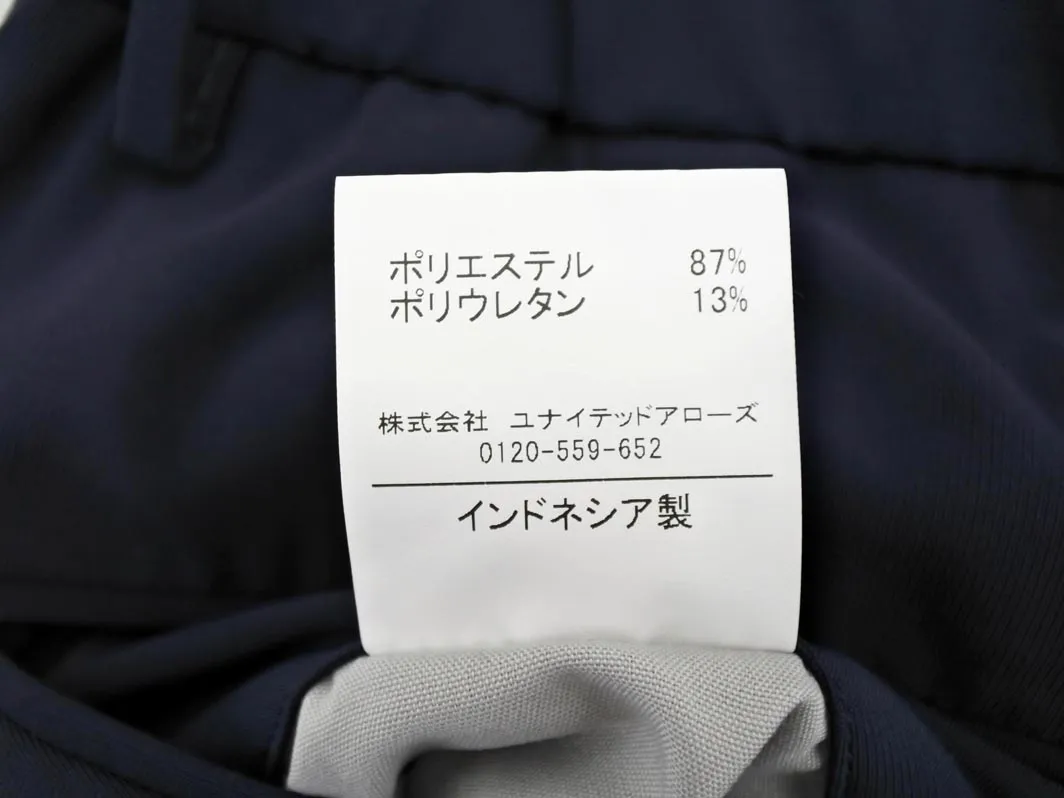 ポリエステル 87%
ポリウレタン 13%
株式会社 ユナイテッドアローズ
0120-559-652
インドネシア製